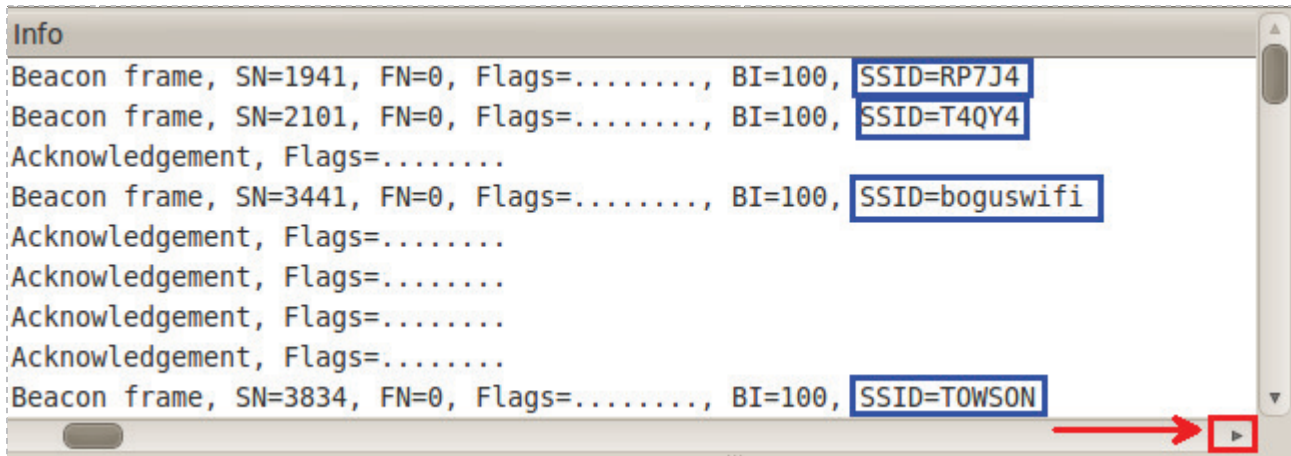 Info
Beacon frame, SN=1941, FN=0, Flags=........, BI=100, SSID=RP7J4
Beacon frame, SN=2101, FN=0, Flags=........, BI=100, SSID=T4QY4
Acknowledgement, Flags=........
Beacon frame, SN=3441, FN=0, Flags=........, BI=100, SSID=boguswifi
Acknowledgement, Flags=........
Acknowledgement, Flags=........
Acknowledgement, Flags=........
Acknowledgement, Flags=........
Beacon frame, SN=3834, FN=0, Flags=........, BI=100, SSID=TOWSON